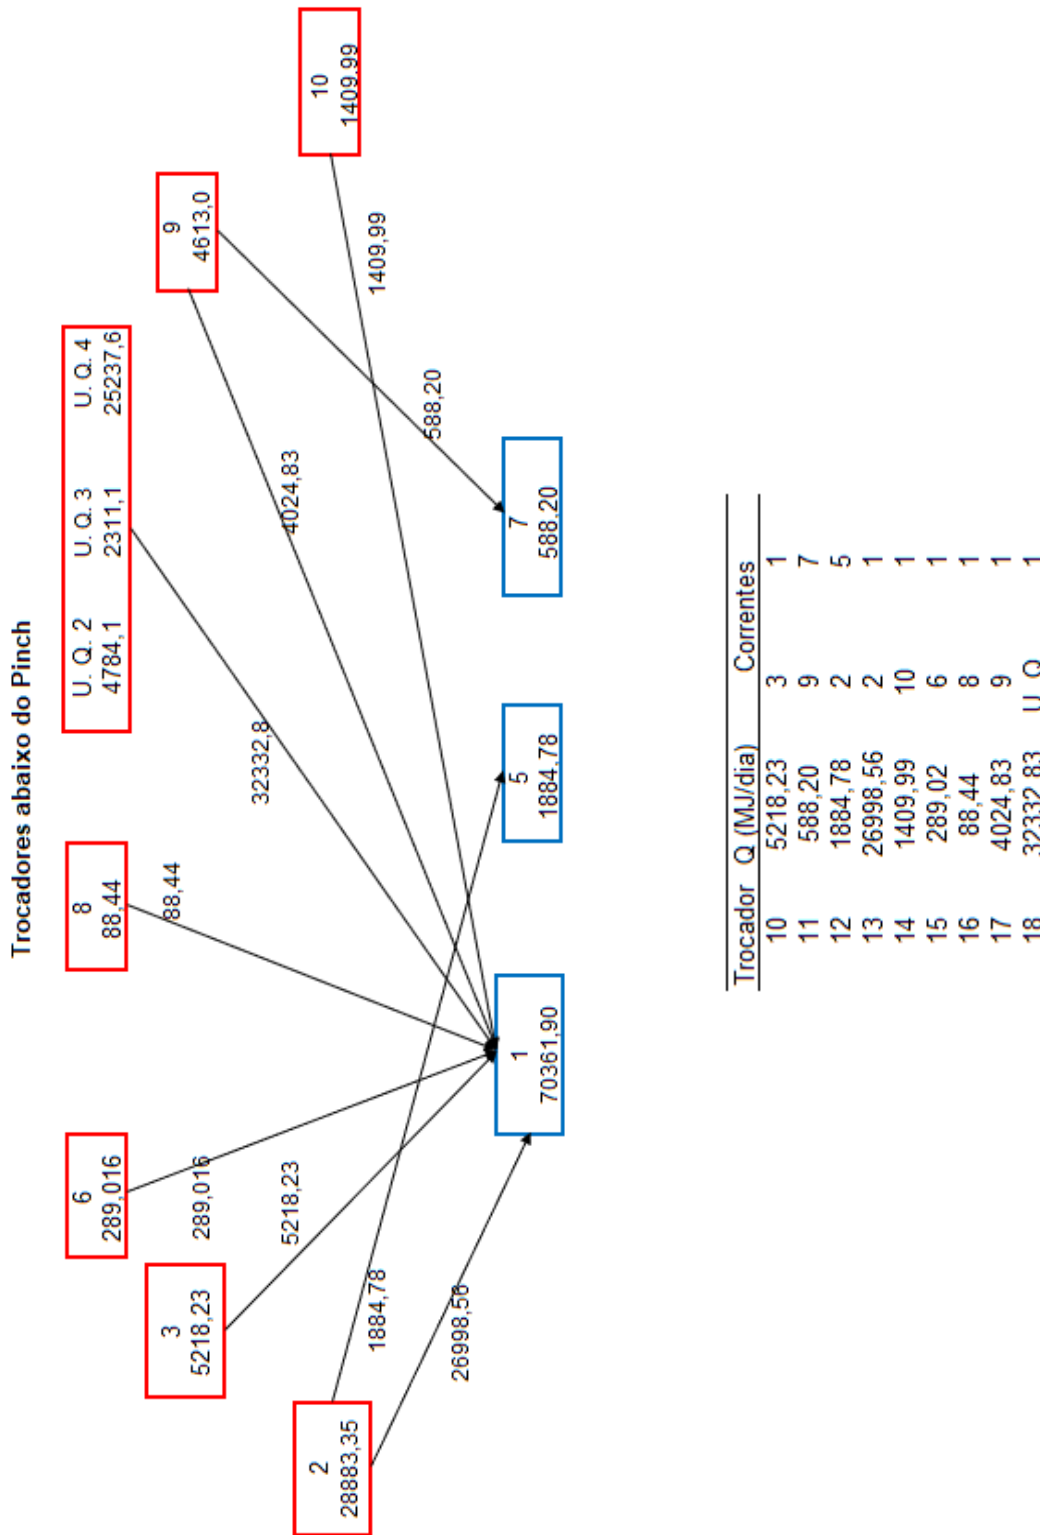 Trocadores abaixo do Pinch
U. Q. 2 U. Q. 3 U. Q. 4
4784,1 2311,1 25237,6
6
289,016
8
88,44
3
5218,23
9
4613,0
2
28883,35
10
1409,99
289,016
88,44
32332,8
5218,23
4024,83
1884,78
1409,99
26998,56
588,20
1
70361,90
5
1884,78
7
588,20
Trocador Q (MJ/dia) Correntes
10 5218,23 3 1
11 588,20 9 7
12 1884,78 2 5
13 26998,56 2 1
14 1409,99 10 1
15 289,02 6 1
16 88,44 8 1
17 4024,83 9 1
18 32332,83 U. Q. 1